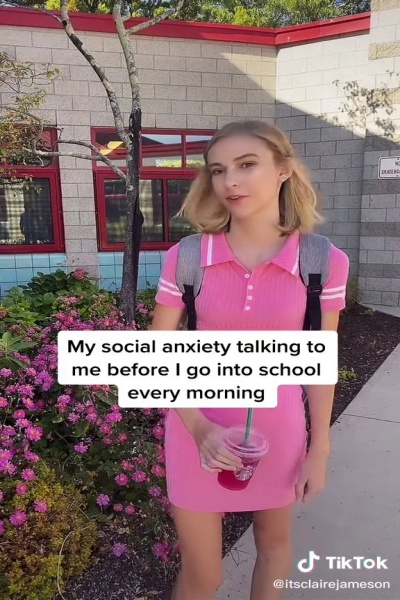 My social anxiety talking to
me before I go into school
every morning
TikTok
@itsclairejameson